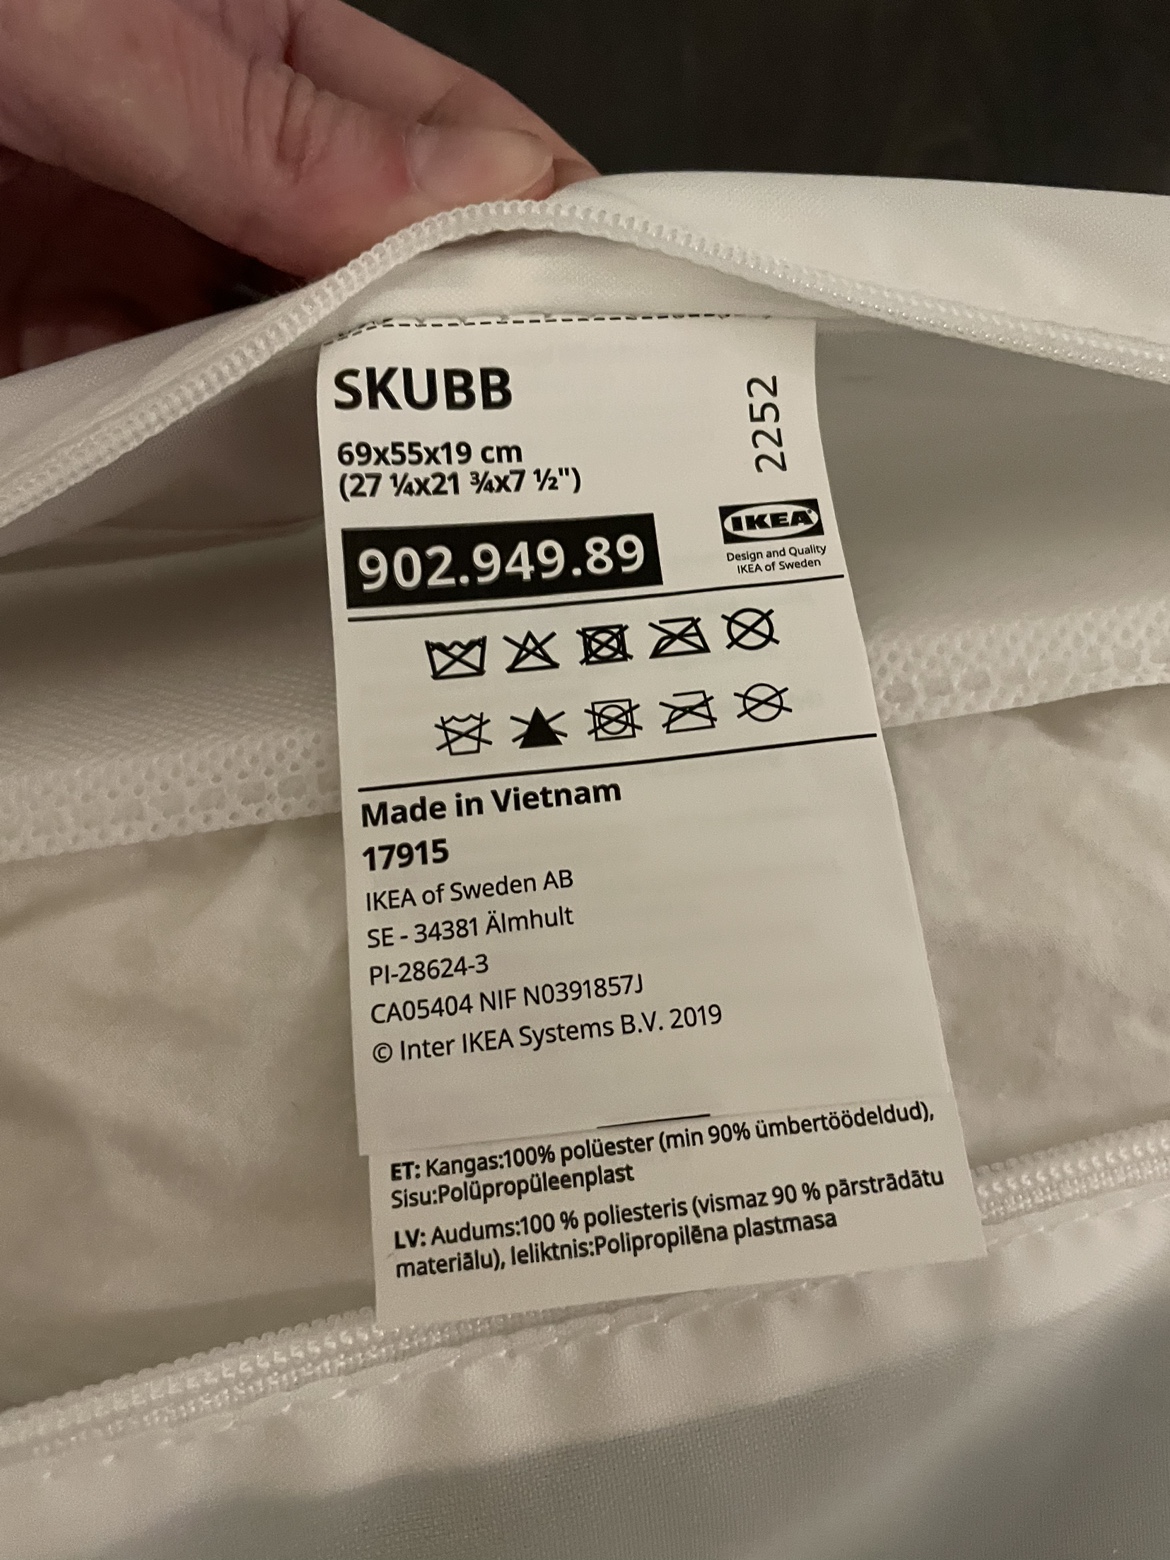 SKUBB
69x55x19 cm
(27 ¼x21 ¾x7 ½")
2252
902.949.89
IKEA
Design and Quality
IKEA of Sweden
Made in Vietnam
17915
IKEA of Sweden AB
SE - 34381 Älmhult
PI-28624-3
CA05404 NIF N0391857J
© Inter IKEA Systems B.V. 2019
ET: Kangas:100% polüester (min 90% ümbertöödeldud),
Sisu:Polüpropüleenplast
LV: Audums:100 % poliesteris (vismaz 90 % pārstrādātu
materiālu), Ieliktnis:Polipropilēna plastmasa